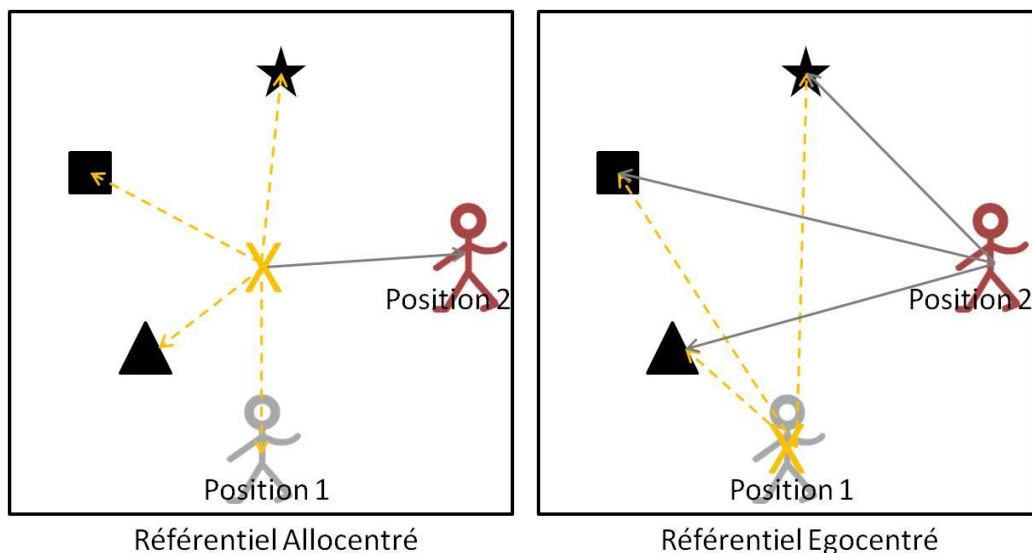 Position 2
Position 1
Référentiel Allocentré
Position 2
Position 1
Référentiel Egocentré